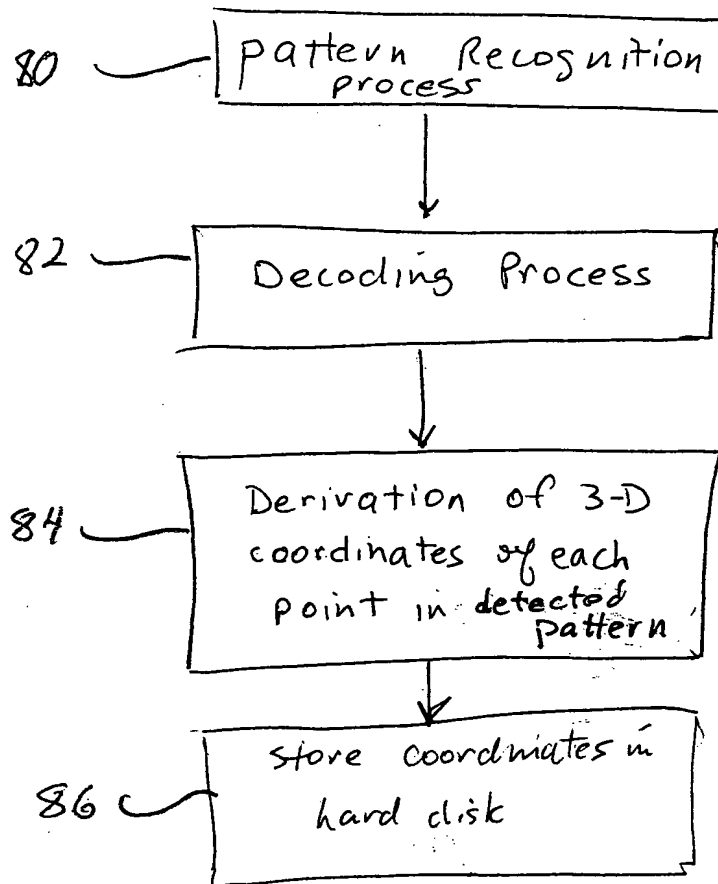 80 pattern Recognition
process
82 Decoding Process
Derivation of 3-D
84 coordinates of each
point in detected
pattern
store coordinates in
86 hard disk